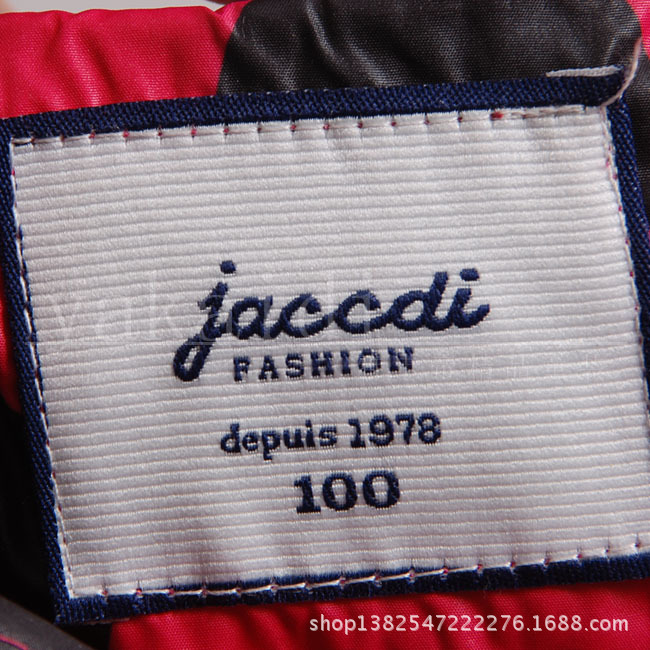 jaccdi
FASHION
depuis 1978
100
shop1382547222276.1688.com